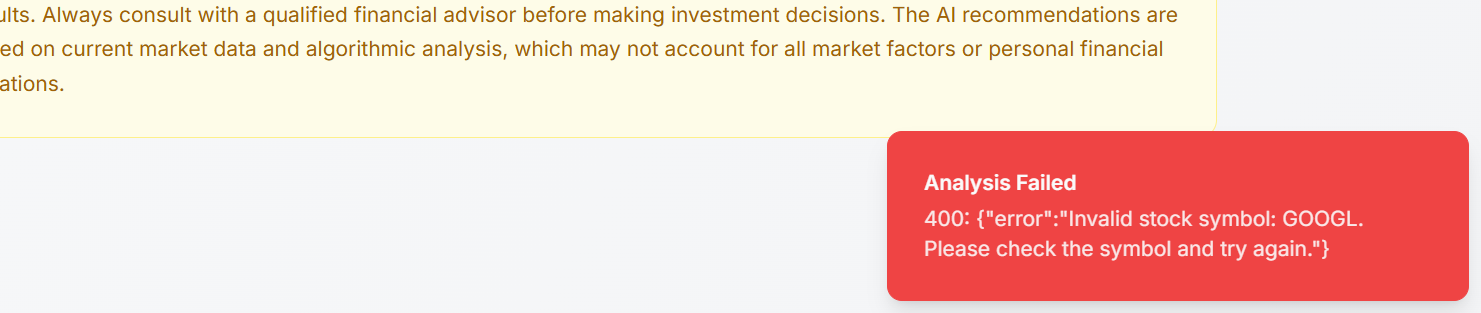 ults. Always consult with a qualified financial advisor before making investment decisions. The AI recommendations are
ed on current market data and algorithmic analysis, which may not account for all market factors or personal financial
ations.
Analysis Failed
400: {"error":"Invalid stock symbol: GOOGL.
Please check the symbol and try again."}